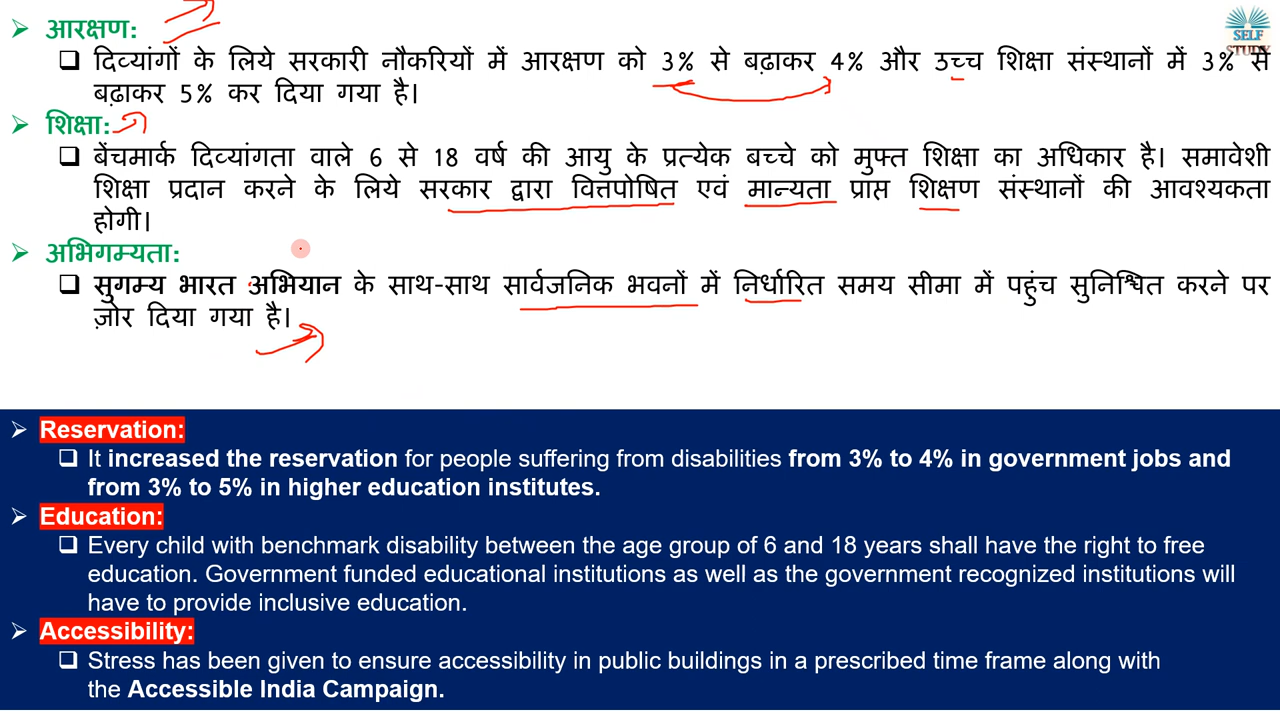 ➢ आरक्षण:
❑ दिव्यांगों के लिये सरकारी नौकरियों में आरक्षण को 3% से बढ़ाकर 4% और उच्च शिक्षा संस्थानों में 3% से
बढ़ाकर 5% कर दिया गया है।
➢ शिक्षा:
❑ बेंचमार्क दिव्यांगता वाले 6 से 18 वर्ष की आयु के प्रत्येक बच्चे को मुफ्त शिक्षा का अधिकार है। समावेशी
शिक्षा प्रदान करने के लिये सरकार द्वारा वित्तपोषित एवं मान्यता प्राप्त शिक्षण संस्थानों की आवश्यकता
होगी।
➢ अभिगम्यता:
❑ सुगम्य भारत अभियान के साथ-साथ सार्वजनिक भवनों में निर्धारित समय सीमा में पहुंच सुनिश्चित करने पर
ज़ोर दिया गया है।
SELF
STUDY
➢ Reservation:
❑ It increased the reservation for people suffering from disabilities from 3% to 4% in government jobs and
from 3% to 5% in higher education institutes.
➢ Education:
❑ Every child with benchmark disability between the age group of 6 and 18 years shall have the right to free
education. Government funded educational institutions as well as the government recognized institutions will
have to provide inclusive education.
➢ Accessibility:
❑ Stress has been given to ensure accessibility in public buildings in a prescribed time frame along with
the Accessible India Campaign.